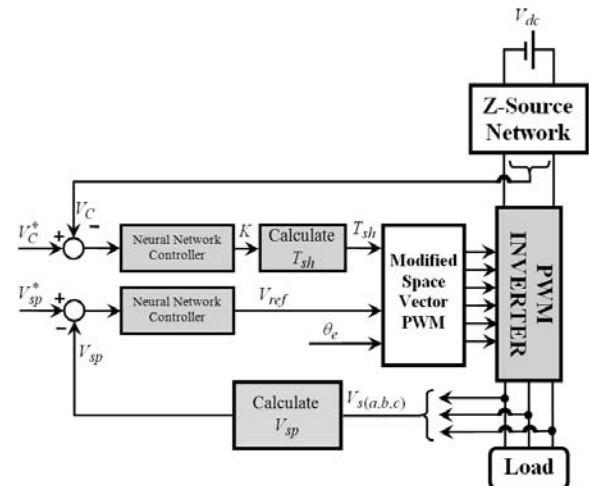 V_dc
Z-Source
Network
V_C
+
−
V_C^*
Neural Network
Controller
K
Calculate
T_sh
T_sh
Modified
Space
Vector
PWM
PWM
INVERTER
V_sp^*
+
−
Neural Network
Controller
V_ref
θ_e
V_sp
Calculate
V_sp
V_s(a,b,c)
Load